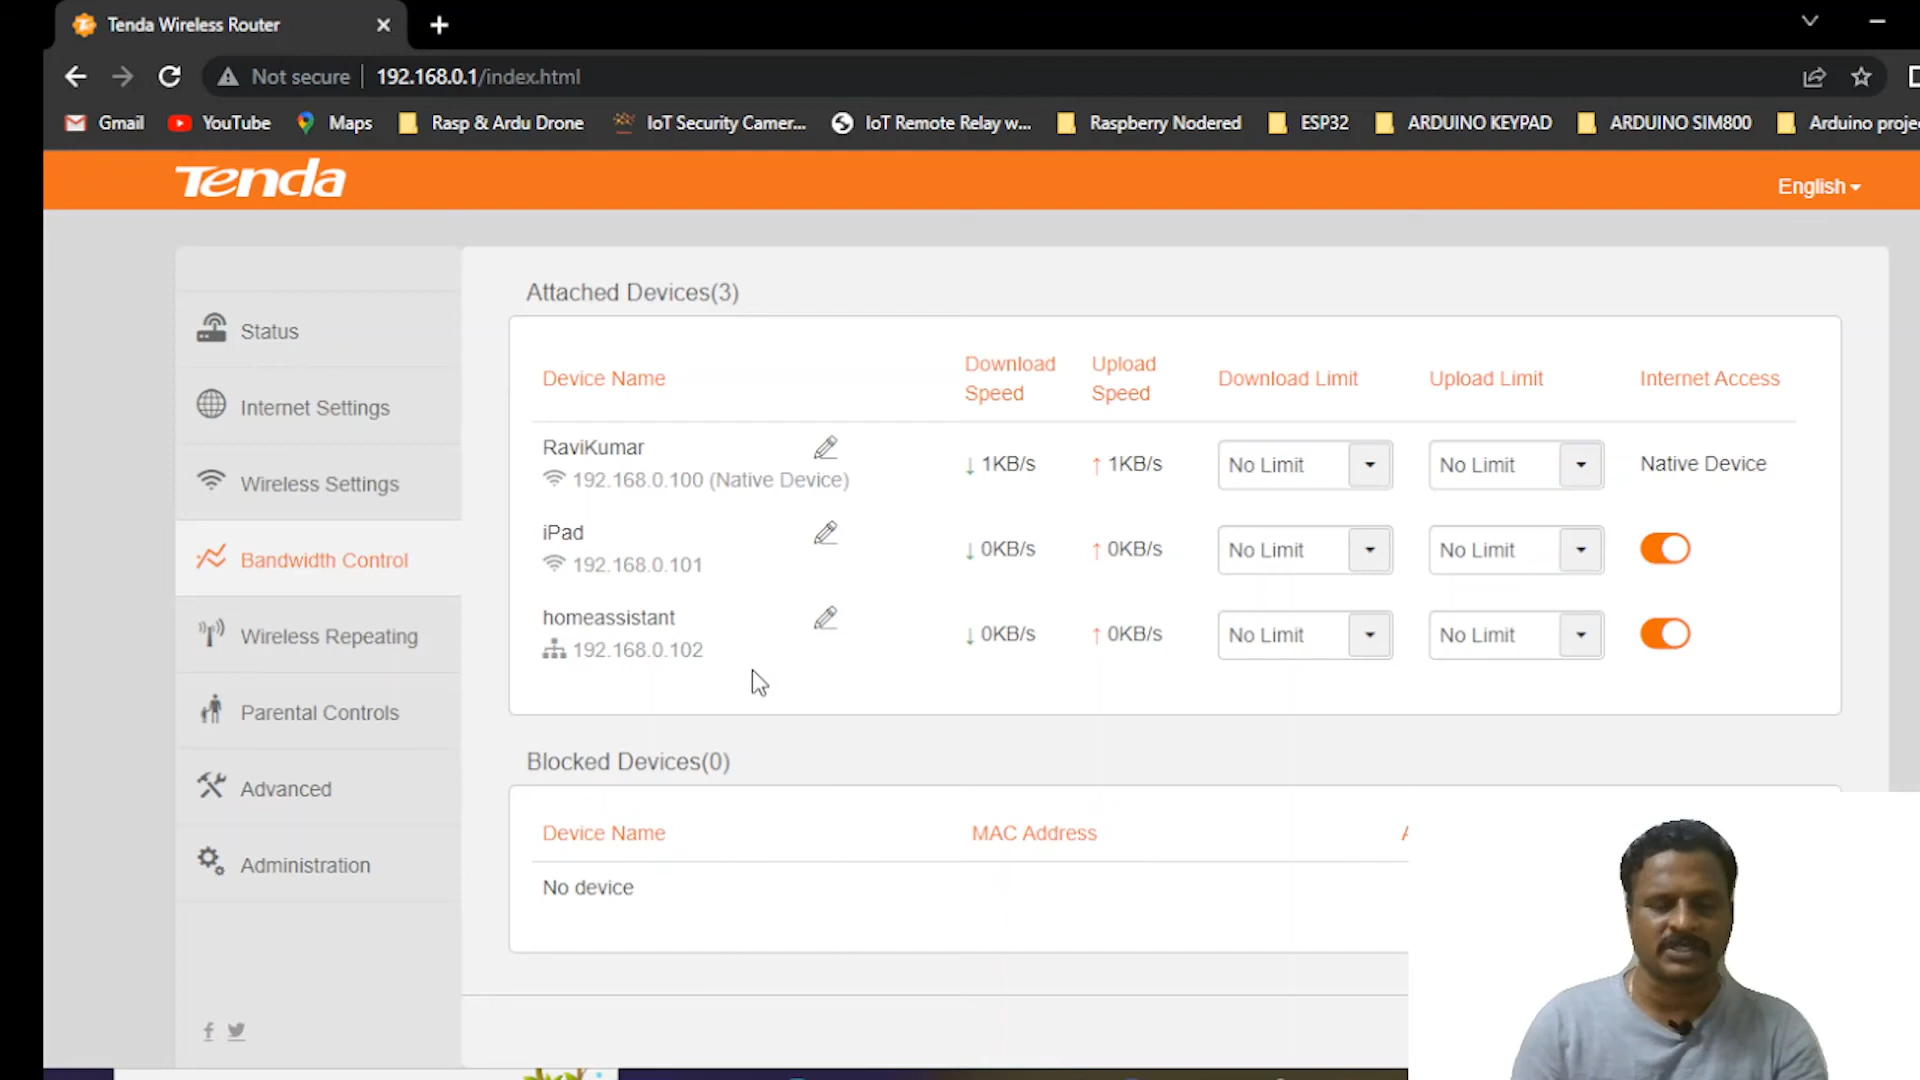 Tenda Wireless Router
Not secure 192.168.0.1/index.html
Gmail YouTube Maps Rasp & Ardu Drone IoT Security Camer... IoT Remote Relay w... Raspberry Nodered ESP32 ARDUINO KEYPAD ARDUINO SIM800 Arduino projec
Tenda
English
Status
Internet Settings
Wireless Settings
Bandwidth Control
Wireless Repeating
Parental Controls
Advanced
Administration
Attached Devices(3)
Device Name Download Speed Upload Speed Download Limit Upload Limit Internet Access
RaviKumar
192.168.0.100 (Native Device) ↓ 1KB/s ↑ 1KB/s No Limit No Limit Native Device
iPad
192.168.0.101 ↓ 0KB/s ↑ 0KB/s No Limit No Limit
homeassistant
192.168.0.102 ↓ 0KB/s ↑ 0KB/s No Limit No Limit
Blocked Devices(0)
Device Name MAC Address
No device